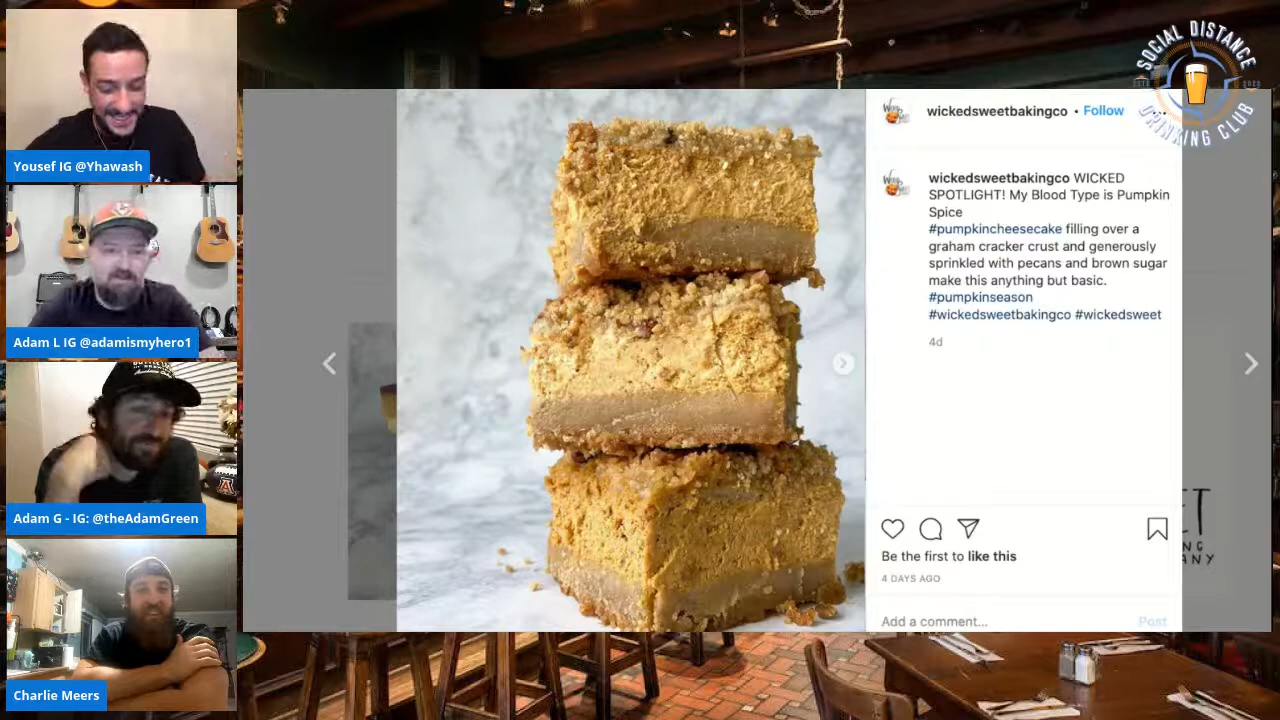 Yousef IG @Yhawash
Adam L IG @adamismyhero1
Adam G - IG: @theAdamGreen
Charlie Meers
SOCIAL DISTANCE
DRINKING CLUB
wickedsweetbakingco • Follow
wickedsweetbakingco WICKED
SPOTLIGHT! My Blood Type is Pumpkin
Spice
#pumpkincheesecake filling over a
graham cracker crust and generously
sprinkled with pecans and brown sugar
make this anything but basic.
#pumpkinseason
#wickedsweetbakingco #wickedsweet
4d
Be the first to like this
4 DAYS AGO
Add a comment...
Post
ET
NG
ANY
A